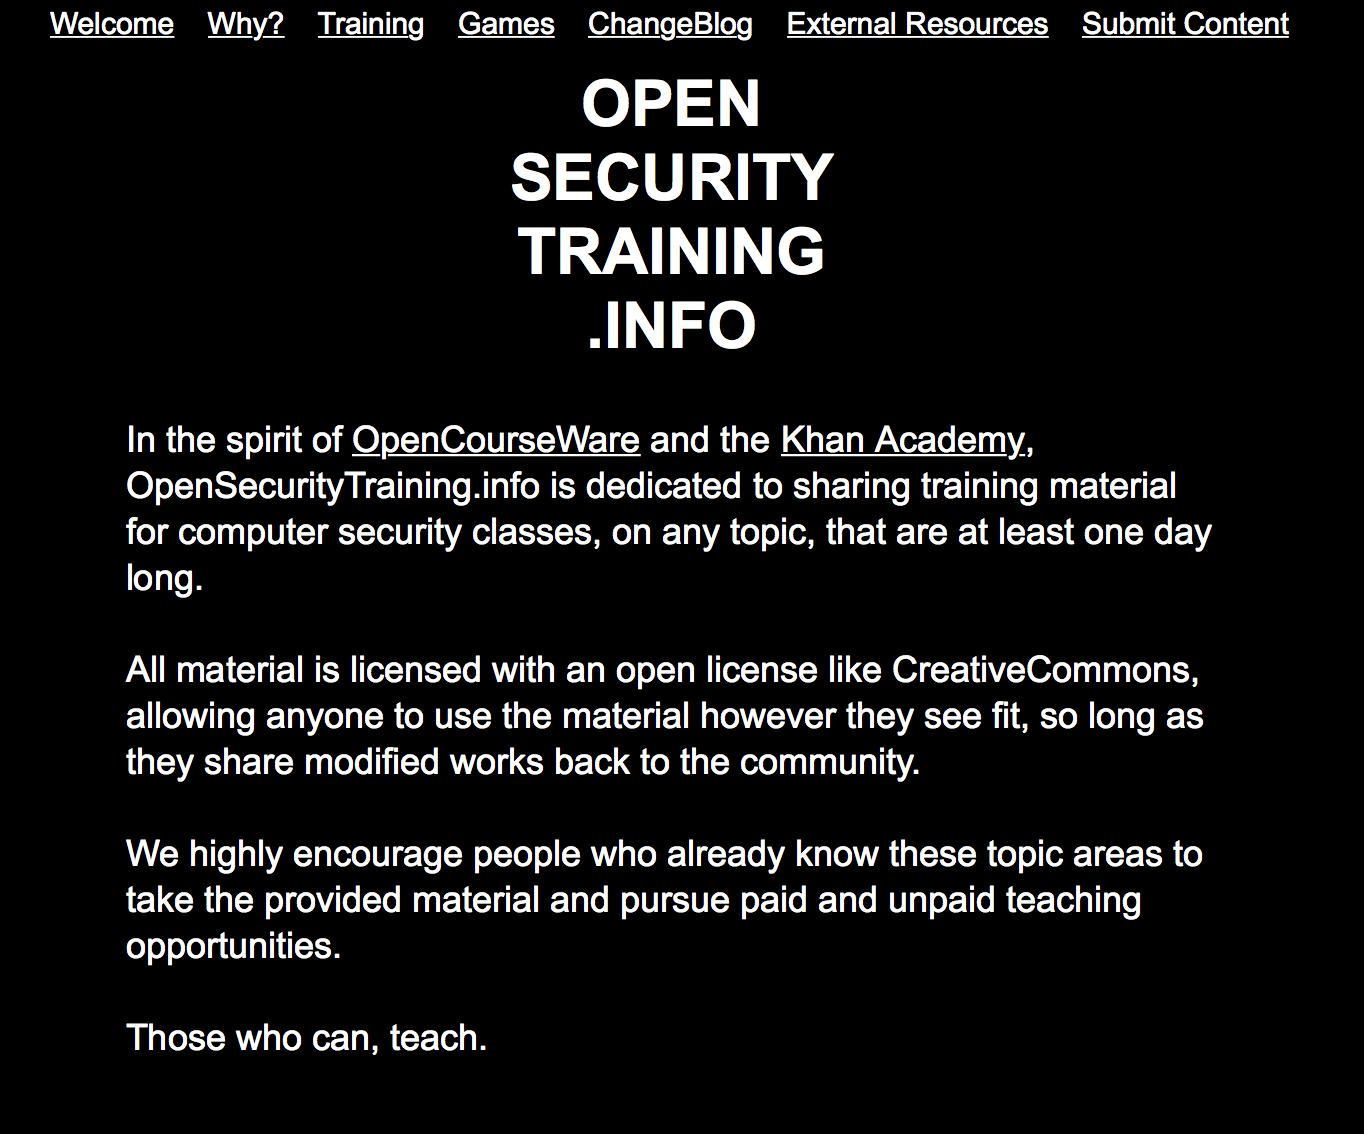 Welcome Why? Training Games ChangeBlog External Resources Submit Content
OPEN
SECURITY
TRAINING
.INFO
In the spirit of OpenCourseWare and the Khan Academy,
OpenSecurityTraining.info is dedicated to sharing training material
for computer security classes, on any topic, that are at least one day
long.
All material is licensed with an open license like CreativeCommons,
allowing anyone to use the material however they see fit, so long as
they share modified works back to the community.
We highly encourage people who already know these topic areas to
take the provided material and pursue paid and unpaid teaching
opportunities.
Those who can, teach.